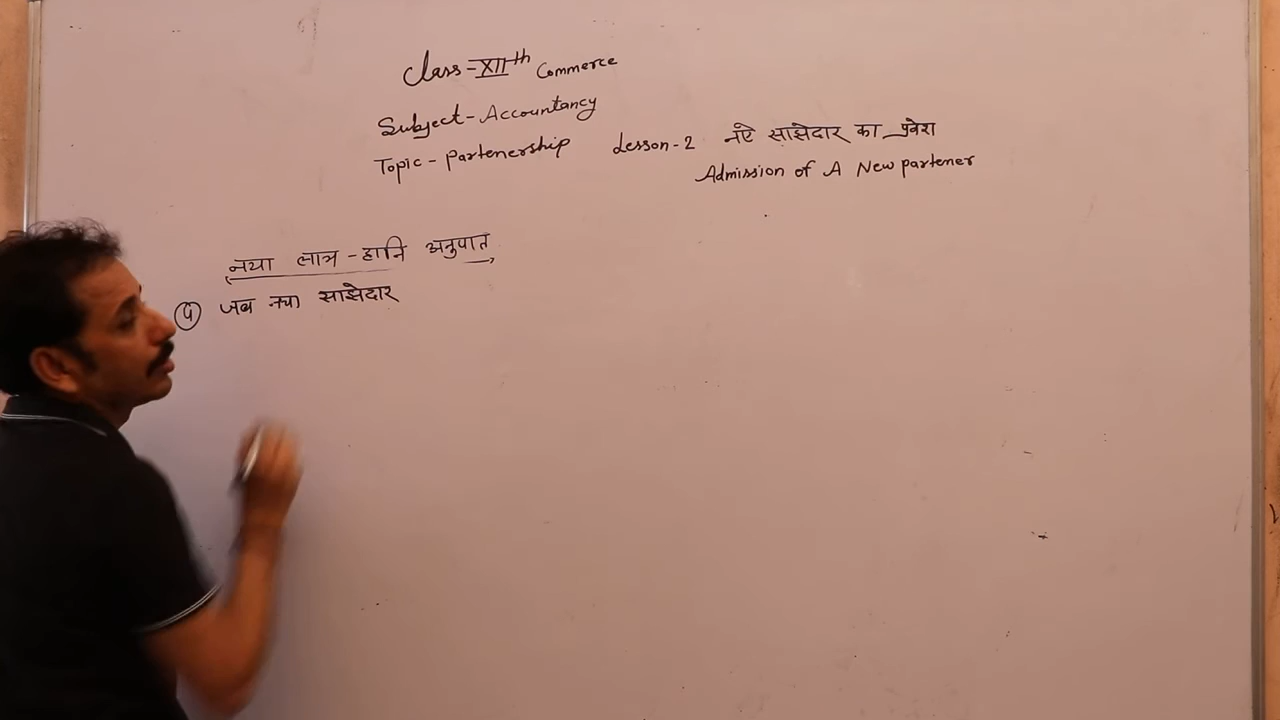 Class-XIIth Commerce
Subject-Accountancy
Topic-Partenership Lesson-2 नऐ साझेदार का प्रवेश
Admission of A New partener
नया लाभ-हानि अनुपात
जब नया साझेदार